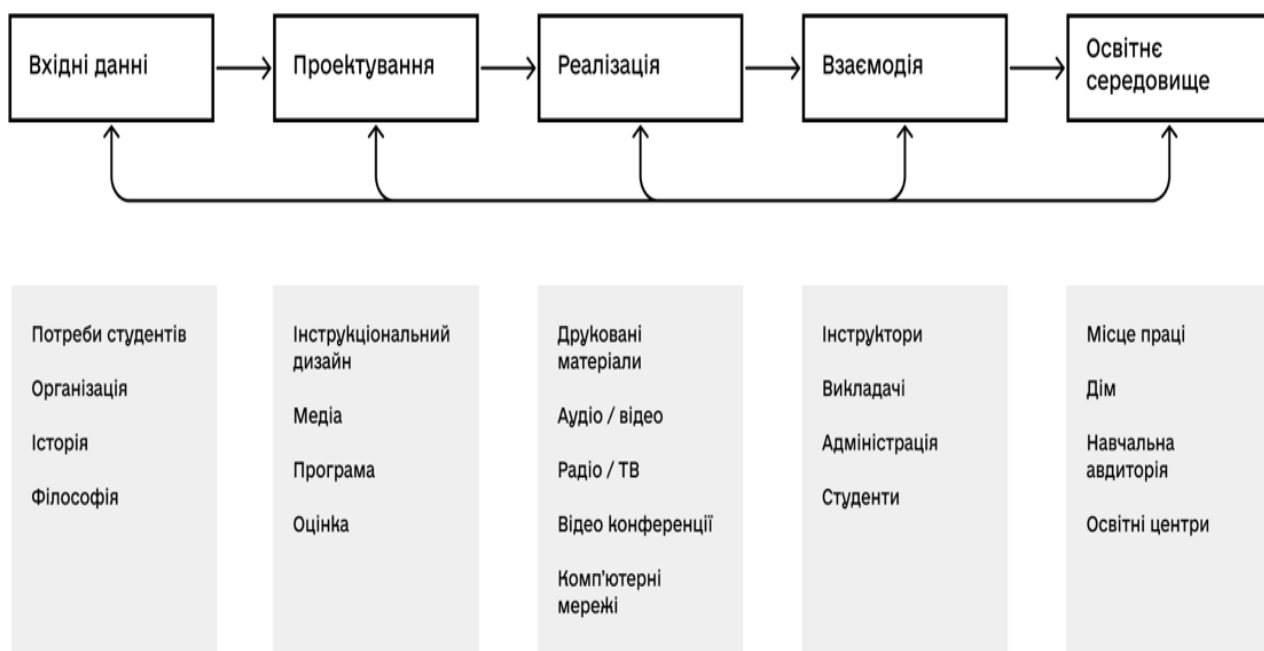 Вхідні данні
Проектування
Реалізація
Взаємодія
Освітнє
середовище
Потреби студентів
Організація
Історія
Філософія
Інструкціональний
дизайн
Медіа
Програма
Оцінка
Друковані
матеріали
Аудіо / відео
Радіо / ТВ
Відео конференції
Комп'ютерні
мережі
Інструктори
Викладачі
Адміністрація
Студенти
Місце праці
Дім
Навчальна
авдиторія
Освітні центри